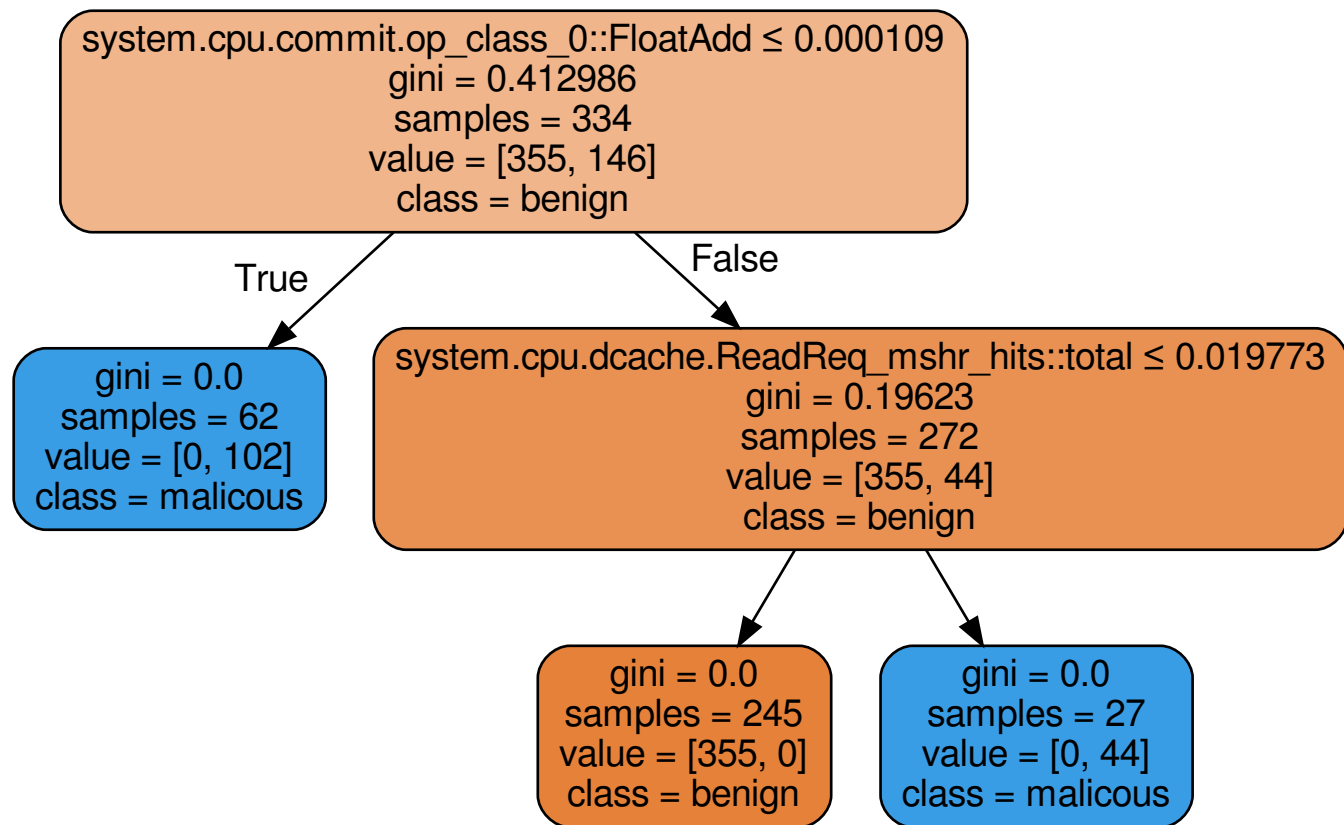 system.cpu.commit.op_class_0::FloatAdd ≤ 0.000109
gini = 0.412986
samples = 334
value = [355, 146]
class = benign
True
False
gini = 0.0
samples = 62
value = [0, 102]
class = malicous
system.cpu.dcache.ReadReq_mshr_hits::total ≤ 0.019773
gini = 0.19623
samples = 272
value = [355, 44]
class = benign
gini = 0.0
samples = 245
value = [355, 0]
class = benign
gini = 0.0
samples = 27
value = [0, 44]
class = malicous